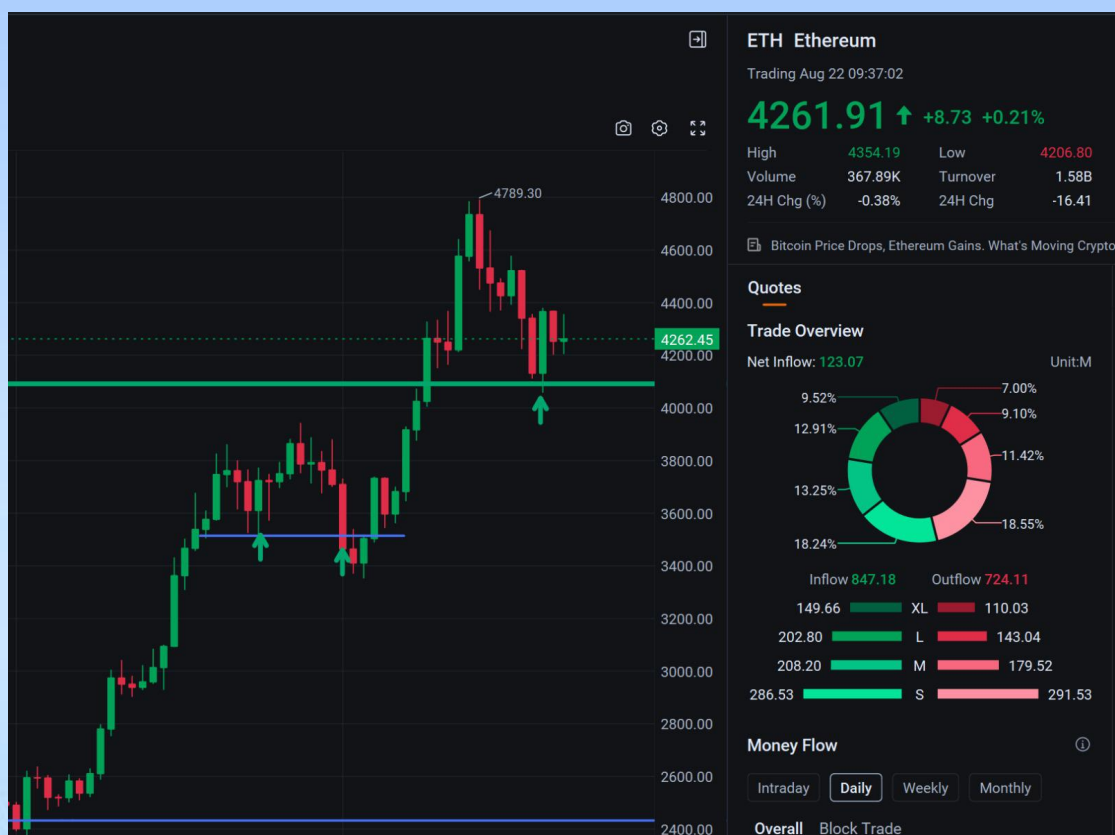 ETH Ethereum
Trading Aug 22 09:37:02
4261.91 +8.73 +0.21%
High 4354.19 Low 4206.80
Volume 367.89K Turnover 1.58B
24H Chg (%) -0.38% 24H Chg -16.41
Bitcoin Price Drops, Ethereum Gains. What's Moving Crypto
4789.30
4800.00
4600.00
4400.00
4262.45
4200.00
4000.00
3800.00
3600.00
3400.00
3200.00
3000.00
2800.00
2600.00
2400.00
Quotes
Trade Overview
Net Inflow: 123.07 Unit:M
9.52% 7.00%
12.91% 9.10%
13.25% 11.42%
18.24% 18.55%
Inflow 847.18 Outflow 724.11
149.66 XL 110.03
202.80 L 143.04
208.20 M 179.52
286.53 S 291.53
Money Flow
Intraday Daily Weekly Monthly
Overall Block Trade